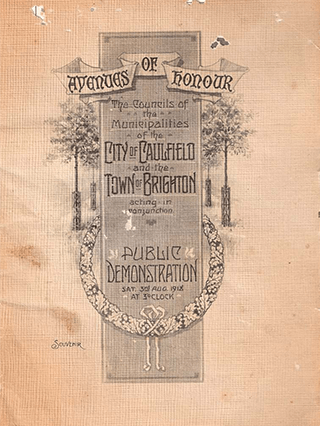 AVENUES OF HONOUR
The Councils of
the
Municipalities
of the
CITY OF CAULFIELD
and the
TOWN OF BRIGHTON
acting in
conjunction
PUBLIC
DEMONSTRATION
SAT. AUG. 1918
AT 3 O'CLOCK
SOUVENIR